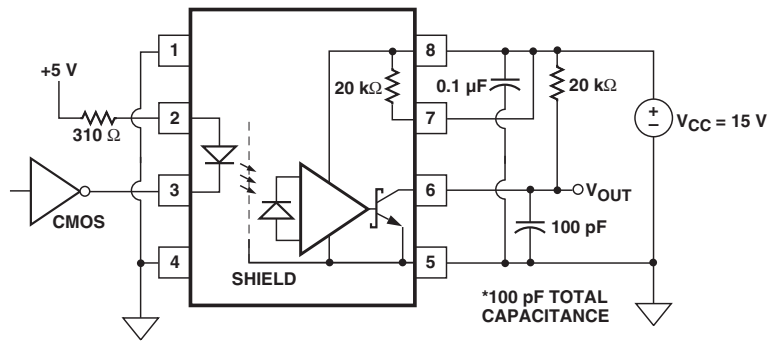 +5 V
310 Ω
CMOS
1
2
3
4
SHIELD
20 kΩ
8
7
6
5
0.1 µF
20 kΩ
+
–
VCC = 15 V
VOUT
100 pF
*100 pF TOTAL
CAPACITANCE